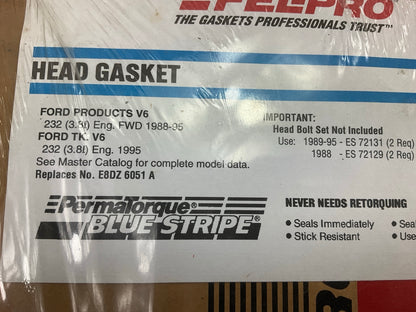 FELPRO
THE GASKETS PROFESSIONALS TRUST™
HEAD GASKET
FORD PRODUCTS V6
232 (3.8l) Eng. FWD 1988-95
FORD TK. V6
232 (3.8l) Eng. 1995
See Master Catalog for complete model data.
Replaces No. E8DZ 6051 A
IMPORTANT:
Head Bolt Set Not Included
Use: 1989-95 - ES 72131 (2 Req)
1988 - ES 72129 (2 Req)
PermaTorque®
BLUE STRIPE®
NEVER NEEDS RETORQUING
• Seals Immediately
• Stick Resistant